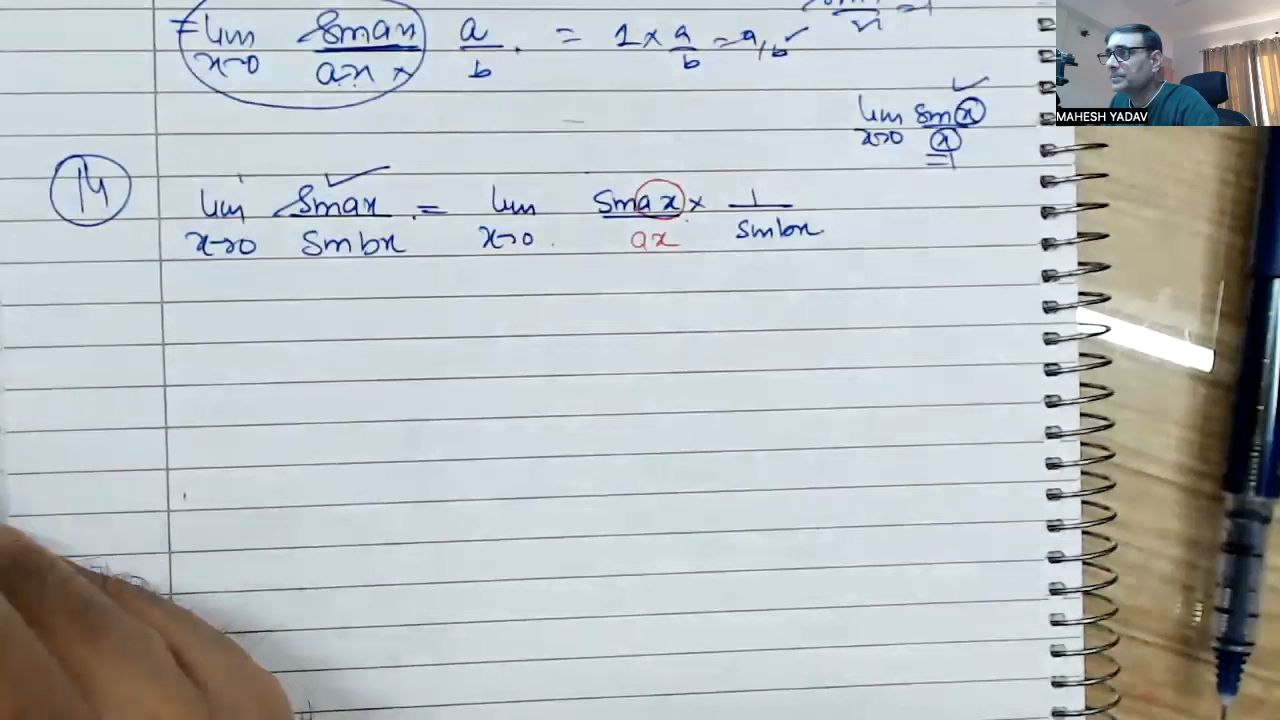 = lim x→0 sin ax / ax × a/b . = 1 × a/b = a/b ✓
MAHESH YADAV
lim x→0 sin x / x = 1
14 lim x→0 sin ax / sin bx = lim x→0 sin ax / ax × 1 / sin bx